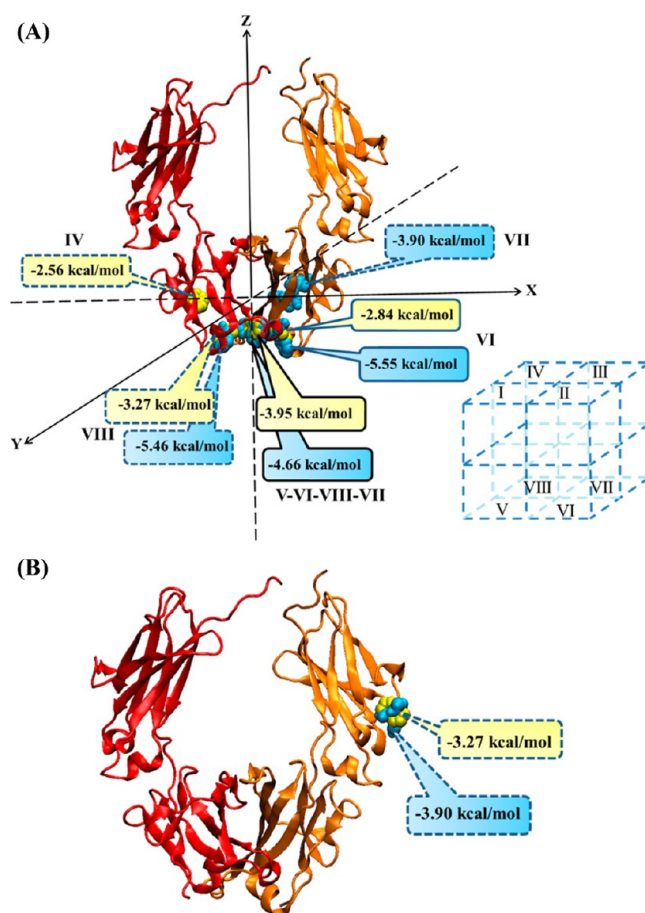 (A)
Z
IV
-3.90 kcal/mol VII
-2.56 kcal/mol
X
-2.84 kcal/mol
VI
-5.55 kcal/mol
IV III
I II
-3.27 kcal/mol
-3.95 kcal/mol
Y
VIII
-5.46 kcal/mol
-4.66 kcal/mol
VIII VII
V-VI-VIII-VII
V VI
(B)
-3.27 kcal/mol
-3.90 kcal/mol